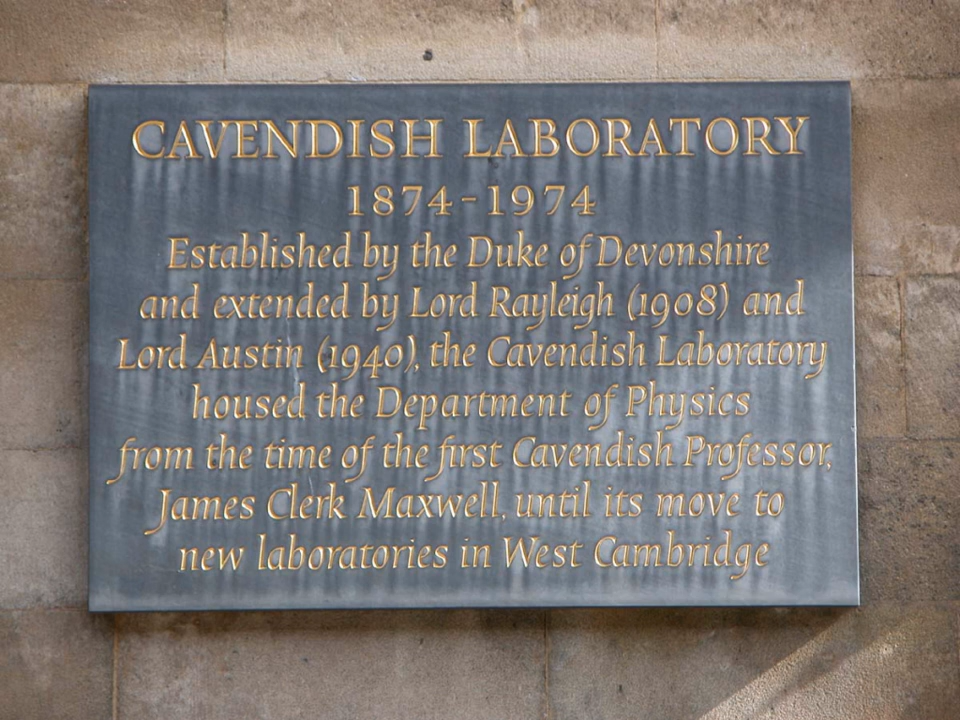 CAVENDISH LABORATORY
1874-1974
Established by the Duke of Devonshire
and extended by Lord Rayleigh (1908) and
Lord Austin (1940), the Cavendish Laboratory
housed the Department of Physics
from the time of the first Cavendish Professor,
James Clerk Maxwell, until its move to
new laboratories in West Cambridge